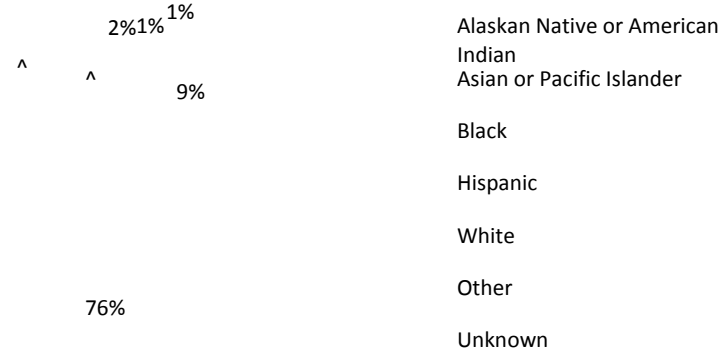 1%
2%1%
^
^
9%
76%
Alaskan Native or American
Indian
Asian or Pacific Islander
Black
Hispanic
White
Other
Unknown